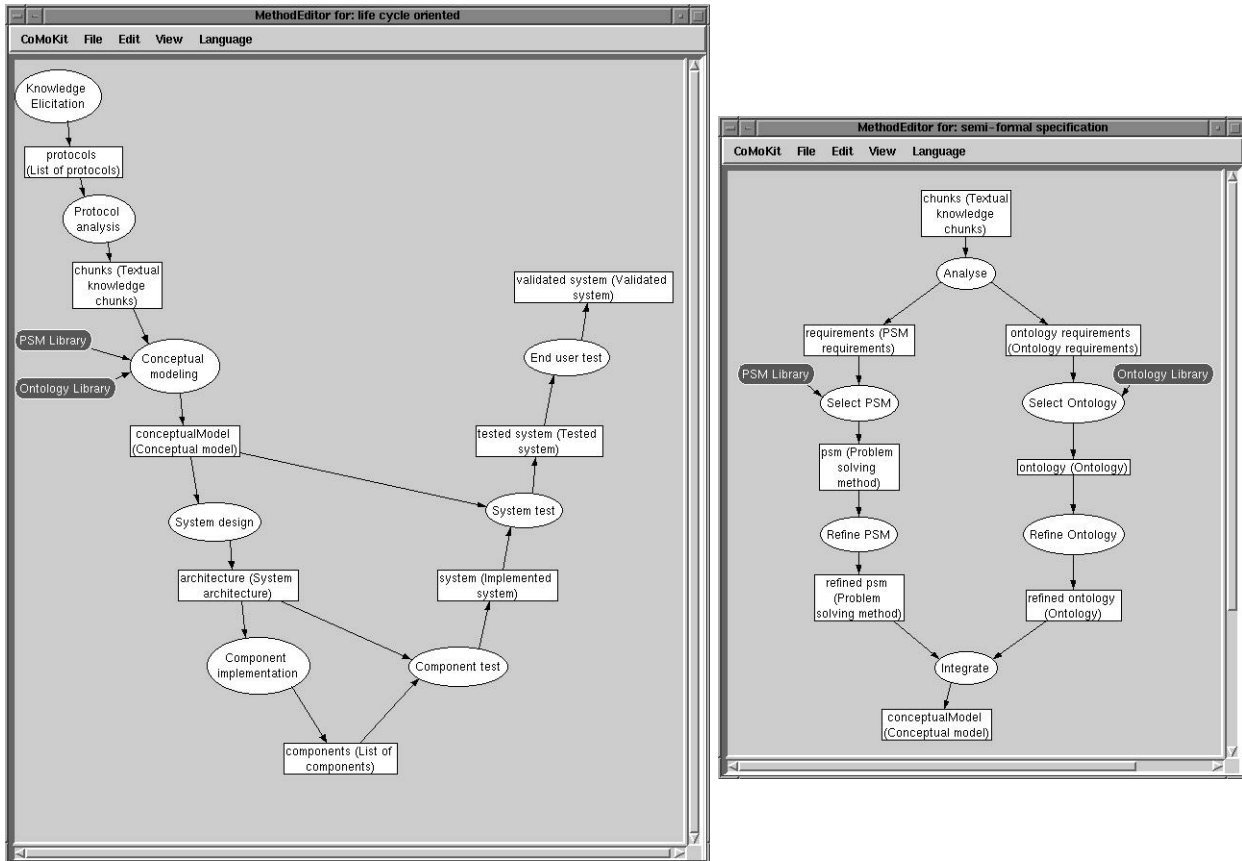 MethodEditor for: life cycle oriented
CoMoKit File Edit View Language
Knowledge
Elicitation
protocols
(List of protocols)
Protocol
analysis
chunks (Textual
knowledge
chunks)
PSM Library
Ontology Library
Conceptual
modeling
conceptualModel
(Conceptual model)
System design
architecture (System
architecture)
Component
implementation
components (List of
components)
Component test
system (Implemented
system)
System test
tested system (Tested
system)
End user test
validated system (Validated
system)
MethodEditor for: semi-formal specification
CoMoKit File Edit View Language
chunks (Textual
knowledge
chunks)
Analyse
requirements (PSM
requirements)
ontology requirements
(Ontology requirements)
PSM Library
Ontology Library
Select PSM
Select Ontology
psm (Problem
solving
method)
ontology (Ontology)
Refine PSM
Refine Ontology
refined psm
(Problem
solving method)
refined ontology
(Ontology)
Integrate
conceptualModel
(Conceptual model)